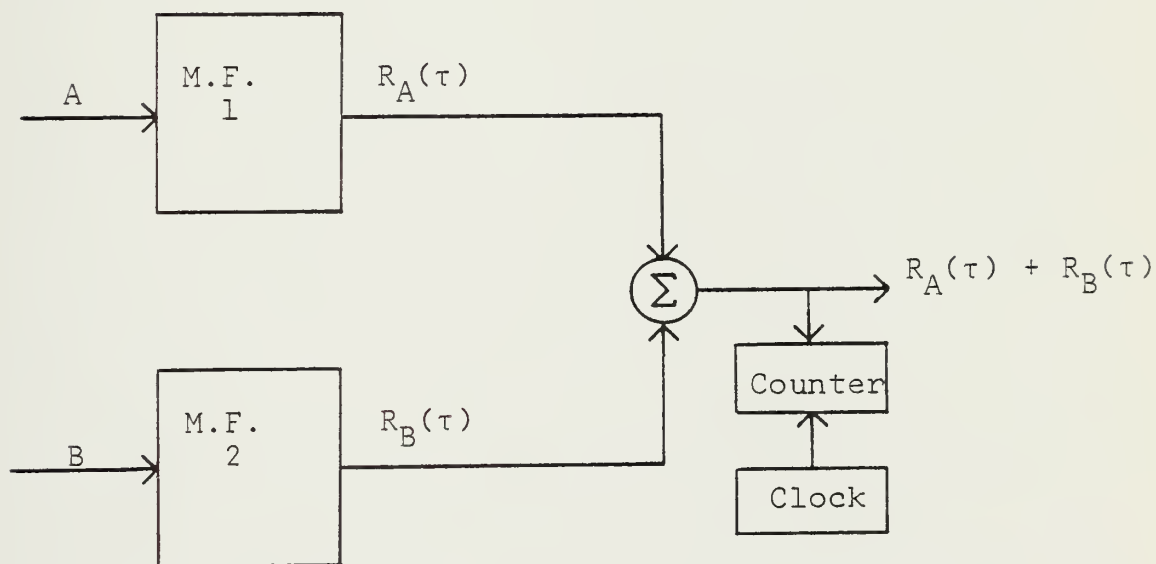 A
M.F.
1
R_A(τ)
Σ
R_A(τ) + R_B(τ)
Counter
Clock
B
M.F.
2
R_B(τ)